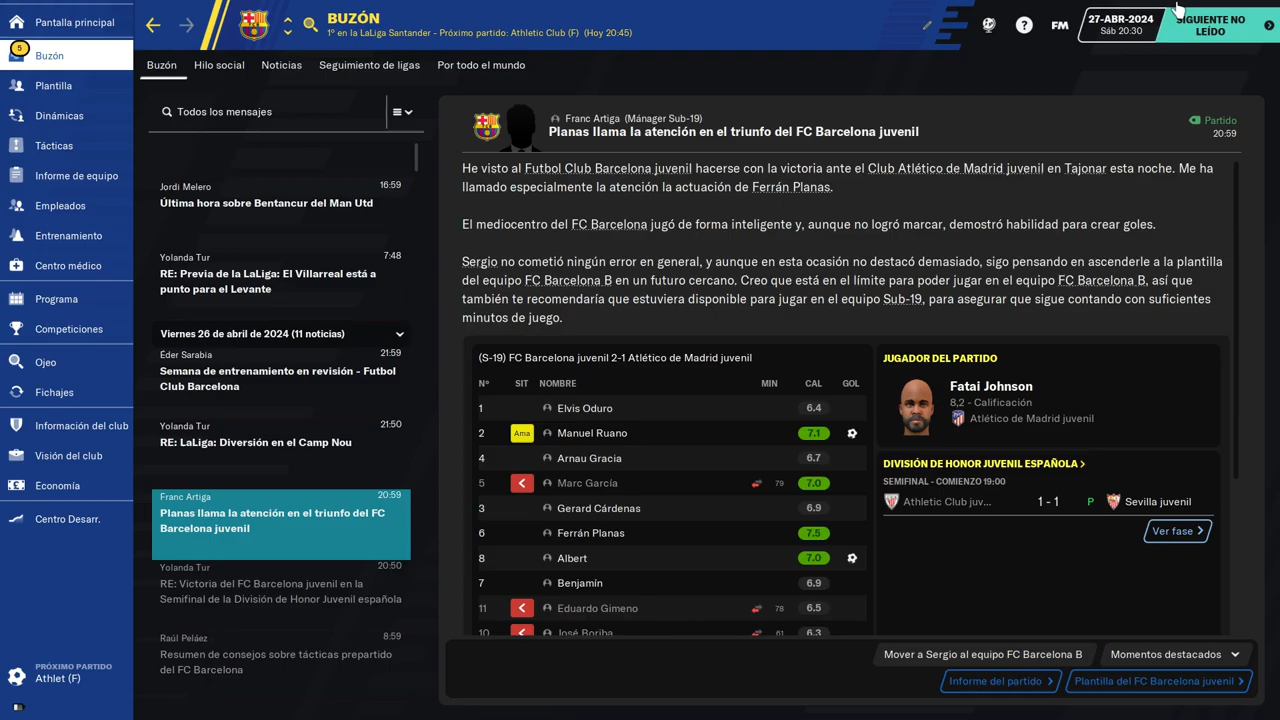 Pantalla principal
5
Buzón
Plantilla
Dinámicas
Tácticas
Informe de equipo
Empleados
Entrenamiento
Centro médico
Programa
Competiciones
Ojeo
Fichajes
Información del club
Visión del club
Economía
Centro Desarr.
PRÓXIMO PARTIDO
Athlet (F)
BUZÓN
1º en la LaLiga Santander - Próximo partido: Athletic Club (F) (Hoy 20:45)
?
FM
27-ABR-2024
Sáb 20:30
SIGUIENTE NO LEÍDO
Buzón
Hilo social
Noticias
Seguimiento de ligas
Por todo el mundo
Todos los mensajes
Jordi Melero 16:59
Última hora sobre Bentancur del Man Utd
Yolanda Tur 7:48
RE: Previa de la LaLiga: El Villarreal está a
punto para el Levante
Viernes 26 de abril de 2024 (11 noticias)
Éder Sarabia 21:59
Semana de entrenamiento en revisión - Futbol
Club Barcelona
Yolanda Tur 21:50
RE: LaLiga: Diversión en el Camp Nou
Franc Artiga 20:59
Planas llama la atención en el triunfo del FC
Barcelona juvenil
Yolanda Tur 20:50
RE: Victoria del FC Barcelona juvenil en la
Semifinal de la División de Honor Juvenil española
Raúl Peláez 8:59
Resumen de consejos sobre tácticas prepartido
del FC Barcelona
Franc Artiga (Mánager Sub-19)
Planas llama la atención en el triunfo del FC Barcelona juvenil
Partido
20:59
He visto al Futbol Club Barcelona juvenil hacerse con la victoria ante el Club Atlético de Madrid juvenil en Tajonar esta noche. Me ha
llamado especialmente la atención la actuación de Ferrán Planas.
El mediocentro del FC Barcelona jugó de forma inteligente y, aunque no logró marcar, demostró habilidad para crear goles.
Sergio no cometió ningún error en general, y aunque en esta ocasión no destacó demasiado, sigo pensando en ascenderle a la plantilla
del equipo FC Barcelona B en un futuro cercano. Creo que está en el límite para poder jugar en el equipo FC Barcelona B, así que
también te recomendaría que estuviera disponible para jugar en el equipo Sub-19, para asegurar que sigue contando con suficientes
minutos de juego.
(S-19) FC Barcelona juvenil 2-1 Atlético de Madrid juvenil
Nº SIT NOMBRE MIN CAL GOL
1 Elvis Oduro 6.4
2 Ama Manuel Ruano 7.1
4 Arnau Gracia 6.7
5 Marc García 79 7.0
3 Gerard Cárdenas 6.9
6 Ferrán Planas 7.5
8 Albert 7.0
7 Benjamín 6.9
11 Eduardo Gimeno 78 6.5
10 José Boriba 61 6.3
JUGADOR DEL PARTIDO
Fatai Johnson
8,2 - Calificación
Atlético de Madrid juvenil
DIVISIÓN DE HONOR JUVENIL ESPAÑOLA >
SEMIFINAL - COMIENZO 19:00
Athletic Club juv... 1 - 1 P Sevilla juvenil
Ver fase >
Mover a Sergio al equipo FC Barcelona B
Momentos destacados
Informe del partido >
Plantilla del FC Barcelona juvenil >